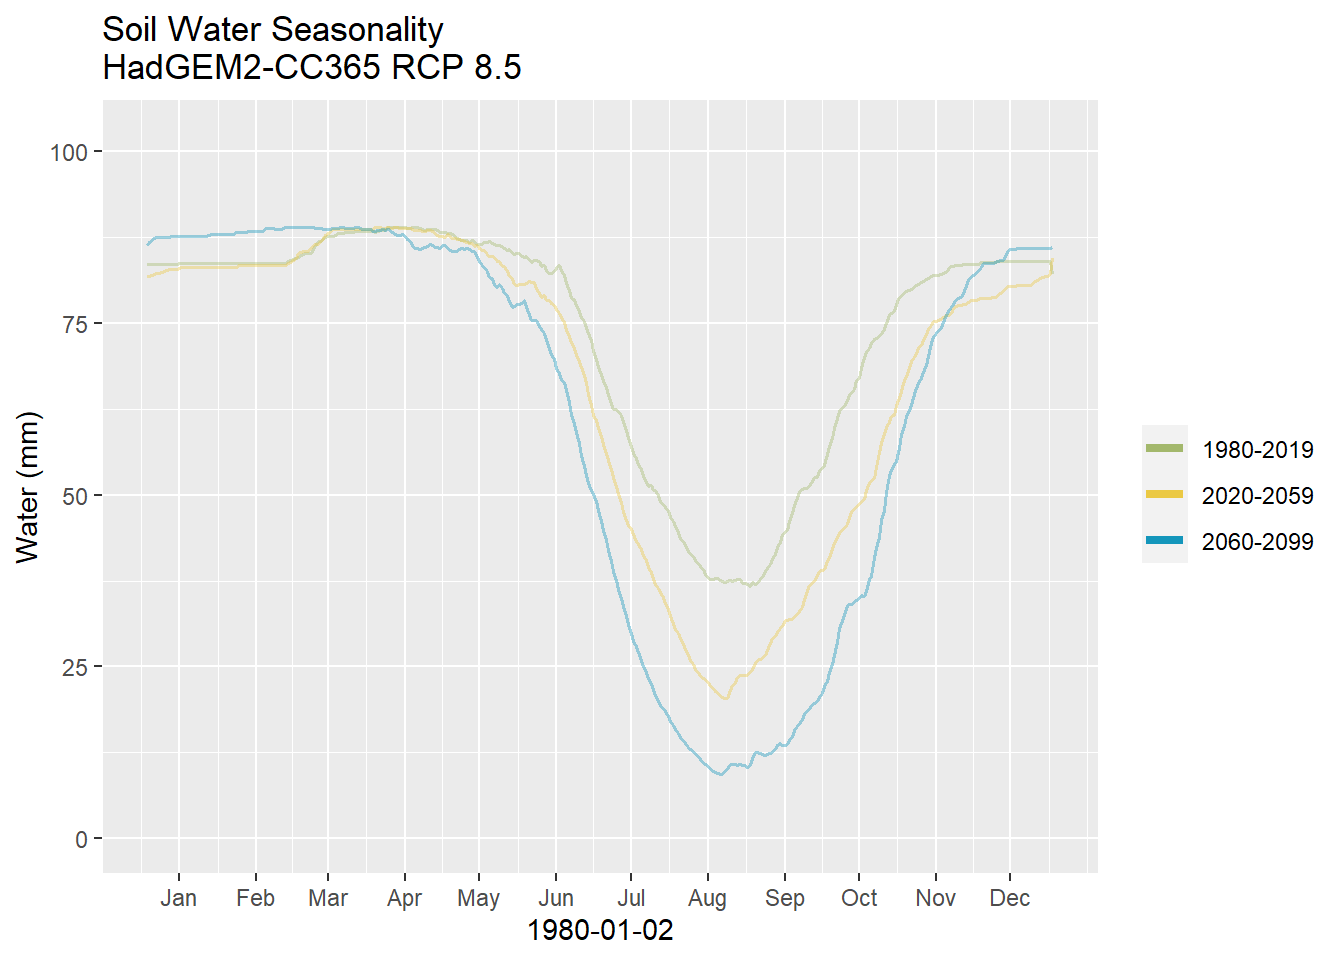 Soil Water Seasonality
HadGEM2-CC365 RCP 8.5
100
75
50
25
0
Water (mm)
Jan Feb Mar Apr May Jun Jul Aug Sep Oct Nov Dec
1980-01-02
1980-2019
2020-2059
2060-2099